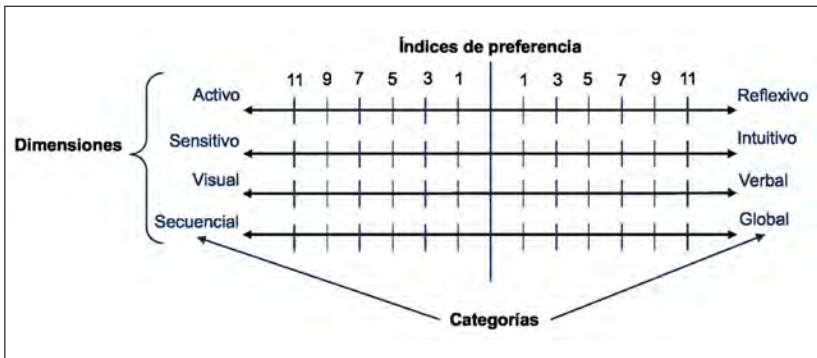 Índices de preferencia
11 9 7 5 3 1 1 3 5 7 9 11
Activo Reflexivo
Dimensiones
Sensitivo Intuitivo
Visual Verbal
Secuencial Global
Categorías